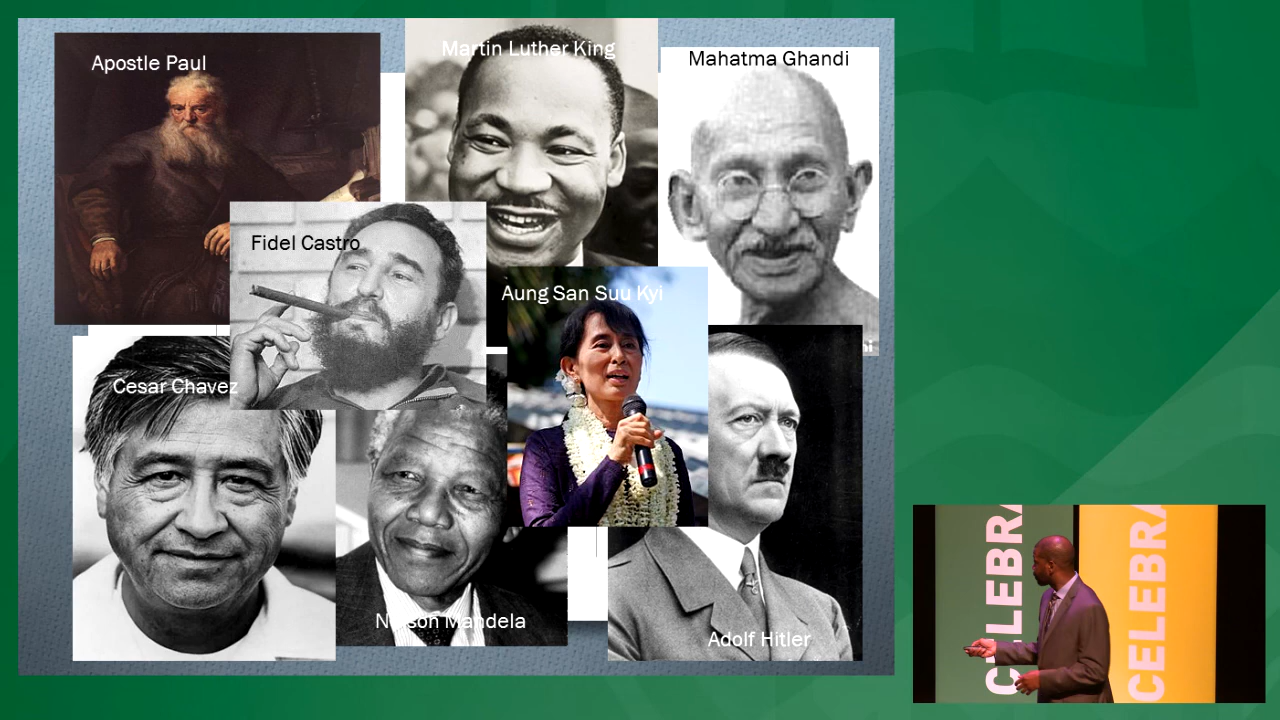 Martin Luther King
Apostle Paul
Mahatma Ghandi
Fidel Castro
Aung San Suu Kyi
Cesar Chavez
Nelson Mandela
Adolf Hitler
CELEBRA
CELEBRA